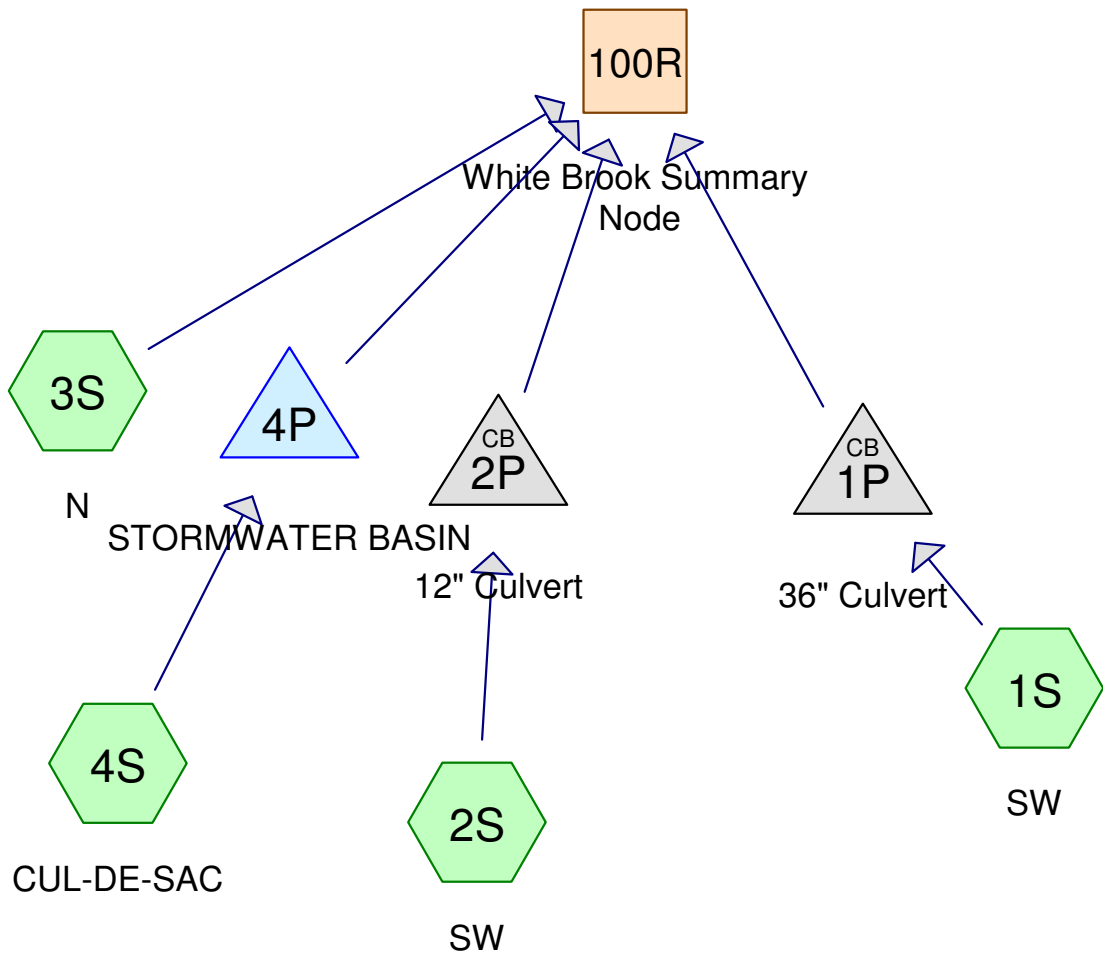 100R
White Brook Summary
Node
3S
N
4P
STORMWATER BASIN
CB
2P
12" Culvert
CB
1P
36" Culvert
4S
CUL-DE-SAC
2S
SW
1S
SW